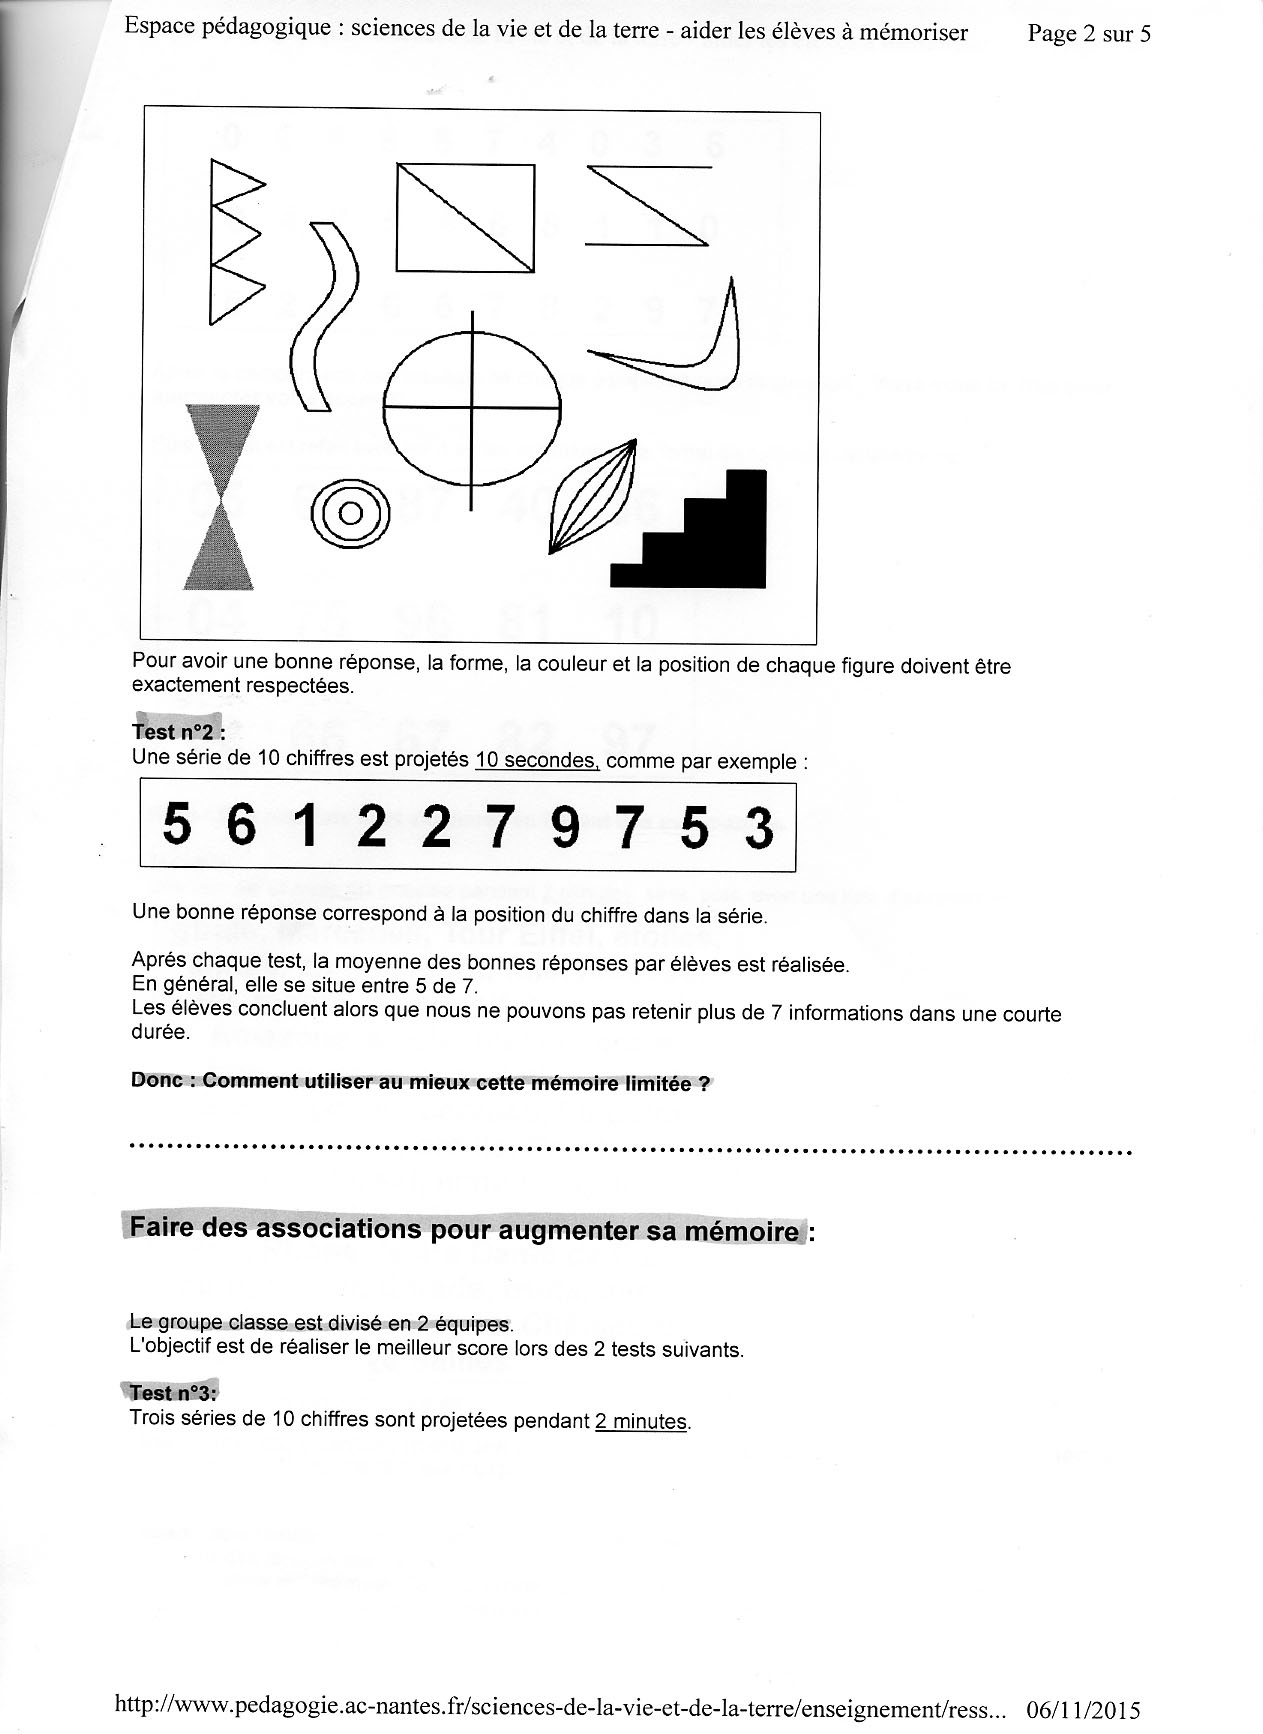 Espace pédagogique : sciences de la vie et de la terre - aider les élèves à mémoriser Page 2 sur 5
Pour avoir une bonne réponse, la forme, la couleur et la position de chaque figure doivent être
exactement respectées.
Test n°2 :
Une série de 10 chiffres est projetés 10 secondes, comme par exemple :
5 6 1 2 2 7 9 7 5 3
Une bonne réponse correspond à la position du chiffre dans la série.
Aprés chaque test, la moyenne des bonnes réponses par élèves est réalisée.
En général, elle se situe entre 5 de 7.
Les élèves concluent alors que nous ne pouvons pas retenir plus de 7 informations dans une courte
durée.
Donc : Comment utiliser au mieux cette mémoire limitée ?
Faire des associations pour augmenter sa mémoire :
Le groupe classe est divisé en 2 équipes.
L'objectif est de réaliser le meilleur score lors des 2 tests suivants.
Test n°3:
Trois séries de 10 chiffres sont projetées pendant 2 minutes.
http://www.pedagogie.ac-nantes.fr/sciences-de-la-vie-et-de-la-terre/enseignement/ress... 06/11/2015